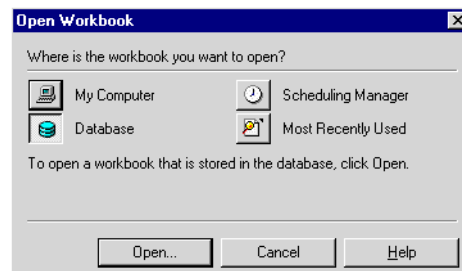 Open Workbook
Where is the workbook you want to open?
My Computer
Scheduling Manager
Database
Most Recently Used
To open a workbook that is stored in the database, click Open.
Open...
Cancel
Help